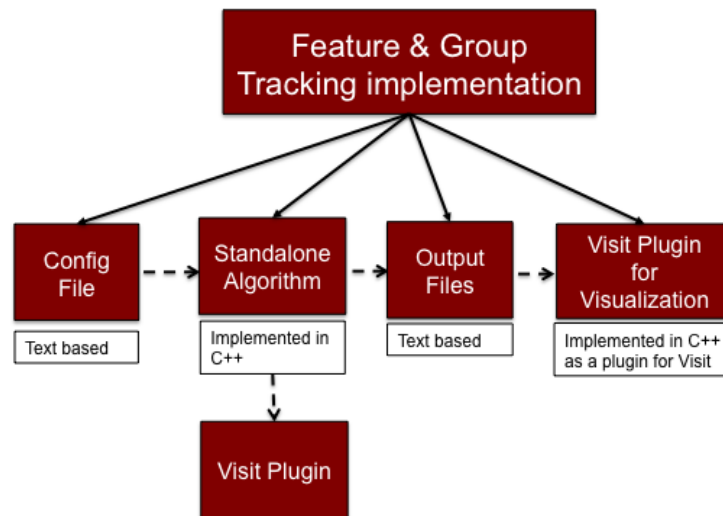 Feature & Group
Tracking implementation
Config
File
Standalone
Algorithm
Output
Files
Visit Plugin
for
Visualization
Text based
Implemented in
C++
Text based
Implemented in C++
as a plugin for Visit
Visit Plugin